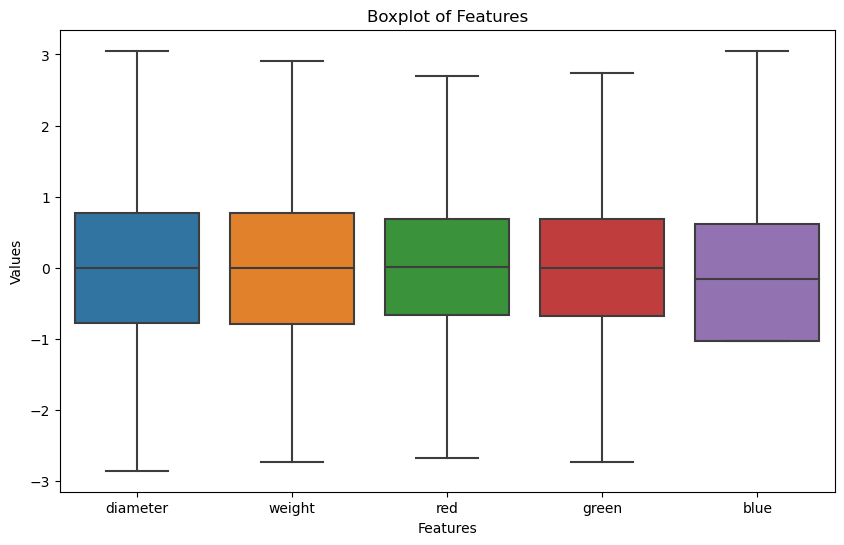 Boxplot of Features
Values
3
2
1
0
−1
−2
−3
diameter weight red green blue
Features